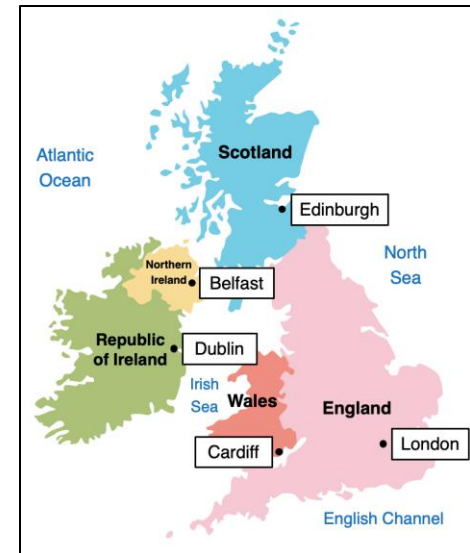 Scotland
Atlantic
Ocean
Edinburgh
North
Sea
Northern
Ireland
Belfast
Republic
of Ireland
Dublin
Irish
Sea
Wales
England
Cardiff
London
English Channel